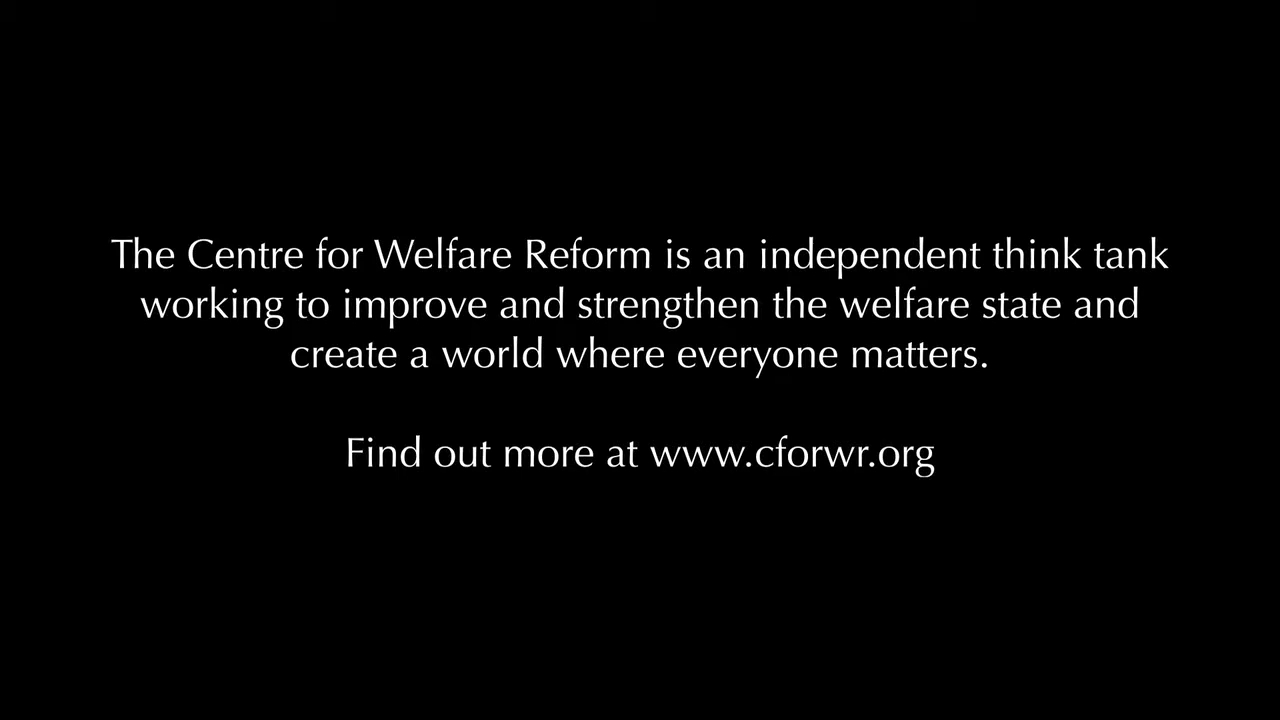 The Centre for Welfare Reform is an independent think tank
working to improve and strengthen the welfare state and
create a world where everyone matters.
Find out more at www.cforwr.org